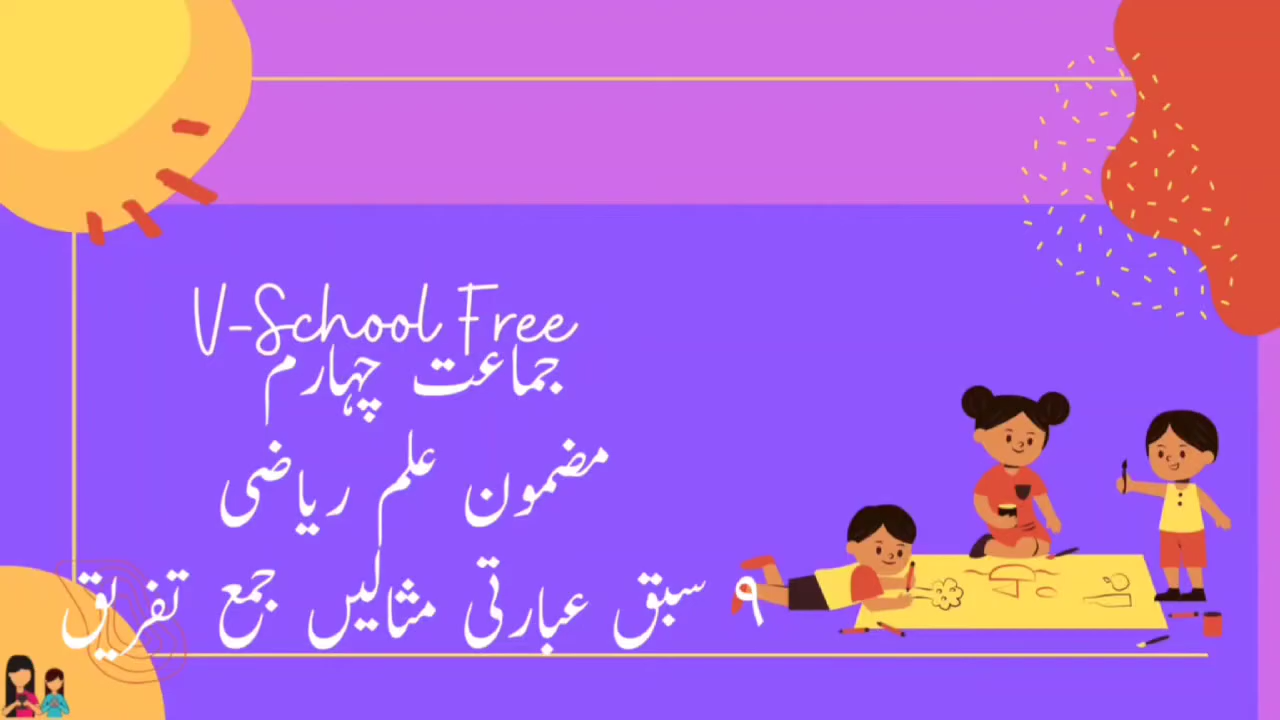 V-School Free
جماعت چہارم
مضمون علم ریاضی
۹ سبق عبارتی مثالیں جمع تفریق